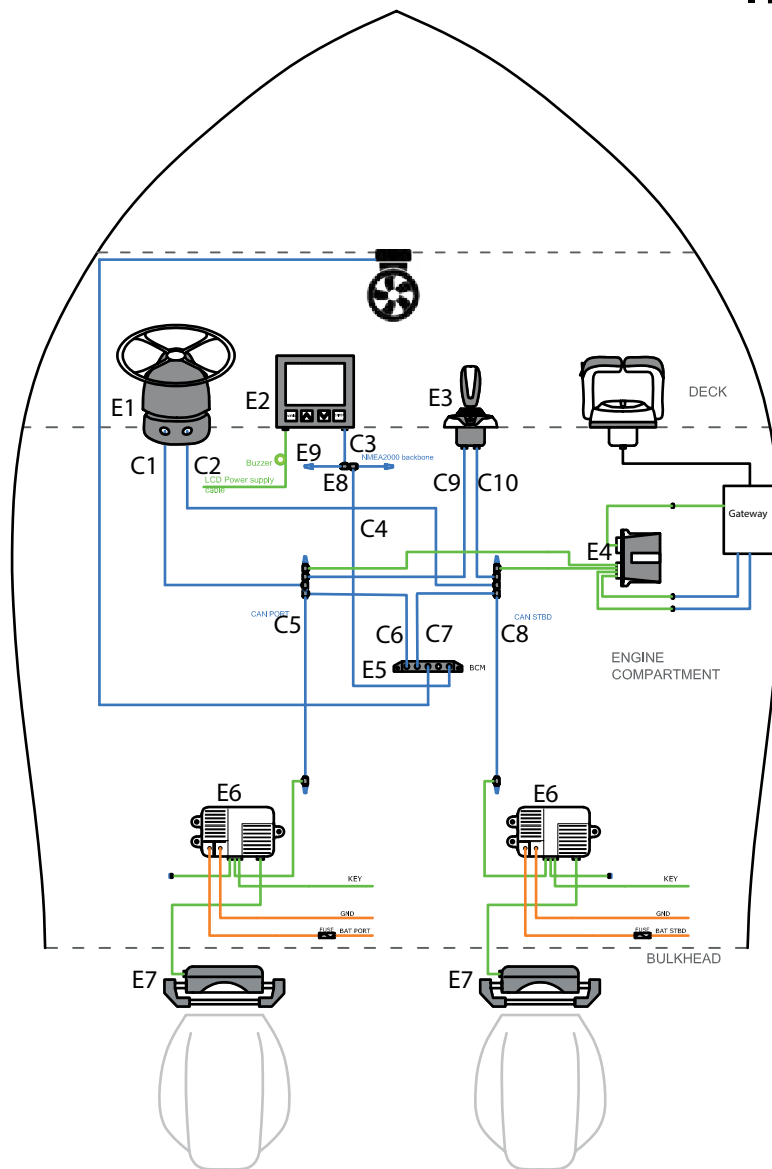 E1
E2
E3
DECK
C1
C2
Buzzer
LCD Power supply
cable
E9
C3
NMEA2000 backbone
E8
C9
C10
C4
Gateway
E4
CAN PORT
C5
C6
C7
C8
CAN STBD
E5
BCM
ENGINE
COMPARTMENT
E6
KEY
GND
FUSE
BAT PORT
E6
KEY
GND
FUSE
BAT STBD
BULKHEAD
E7
E7